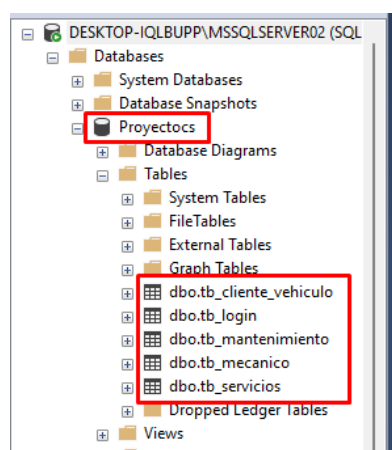 DESKTOP-IQLBUPP\MSSQLSERVER02 (SQL
Databases
System Databases
Database Snapshots
Proyectocs
Database Diagrams
Tables
System Tables
FileTables
External Tables
Graph Tables
dbo.tb_cliente_vehiculo
dbo.tb_login
dbo.tb_mantenimiento
dbo.tb_mecanico
dbo.tb_servicios
Dropped Ledger Tables
Views